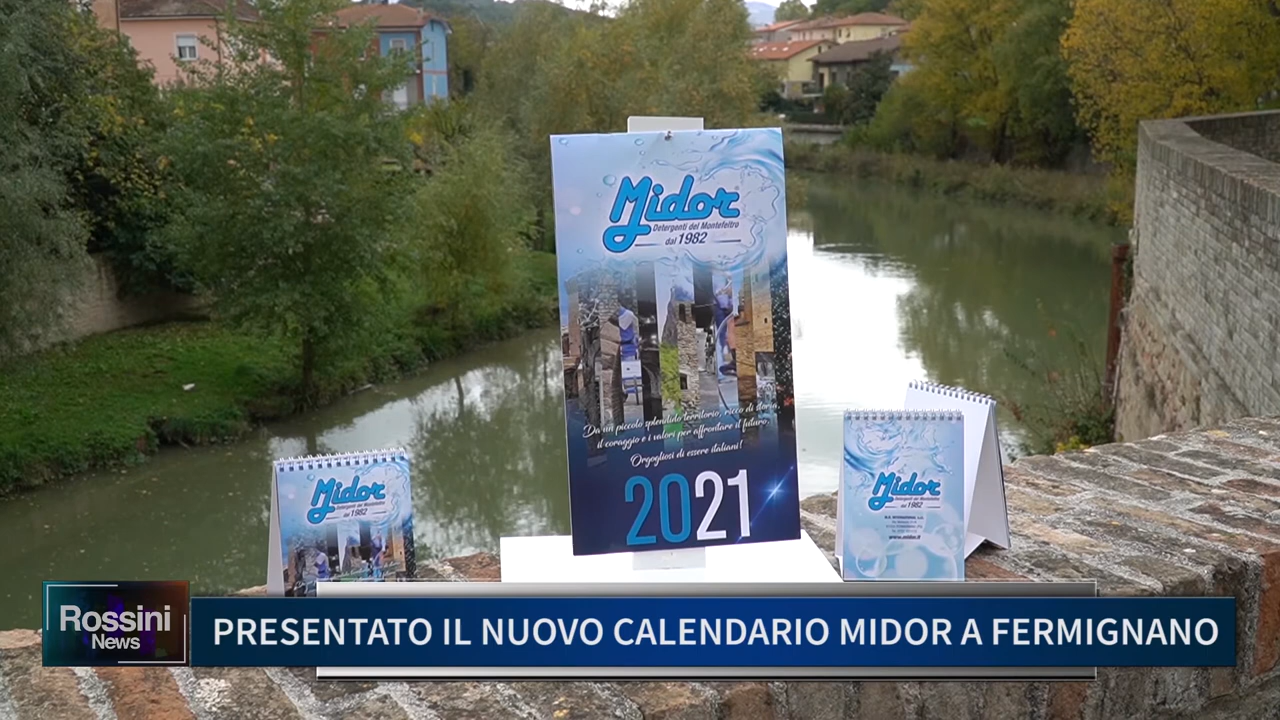 Midor
Detergenti del Montefeltro
dal 1982
Da un piccolo splendido territorio, ricco di storia,
il coraggio e i valori per affrontare il futuro.
Orgogliosi di essere italiani!
2021
Midor
Detergenti del Montefeltro
dal 1982
Midor
Detergenti del Montefeltro
dal 1982
www.midor.it
Rossini
News
PRESENTATO IL NUOVO CALENDARIO MIDOR A FERMIGNANO